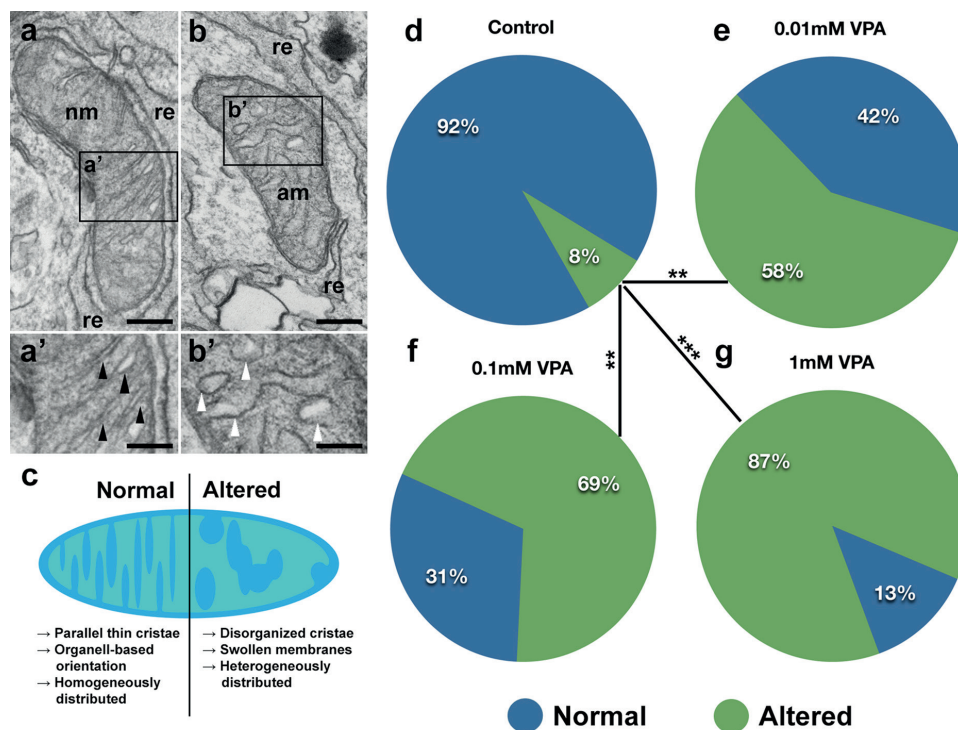 a
nm
re
a’
re
b
re
b’
am
re
a’
b’
c
Normal
Altered
→ Parallel thin cristae
→ Organell-based
orientation
→ Homogeneously
distributed
→ Disorganized cristae
→ Swollen membranes
→ Heterogeneously
distributed
d
Control
92%
8%
e
0.01mM VPA
42%
58%
**
**
***
f
0.1mM VPA
69%
31%
g
1mM VPA
87%
13%
Normal
Altered